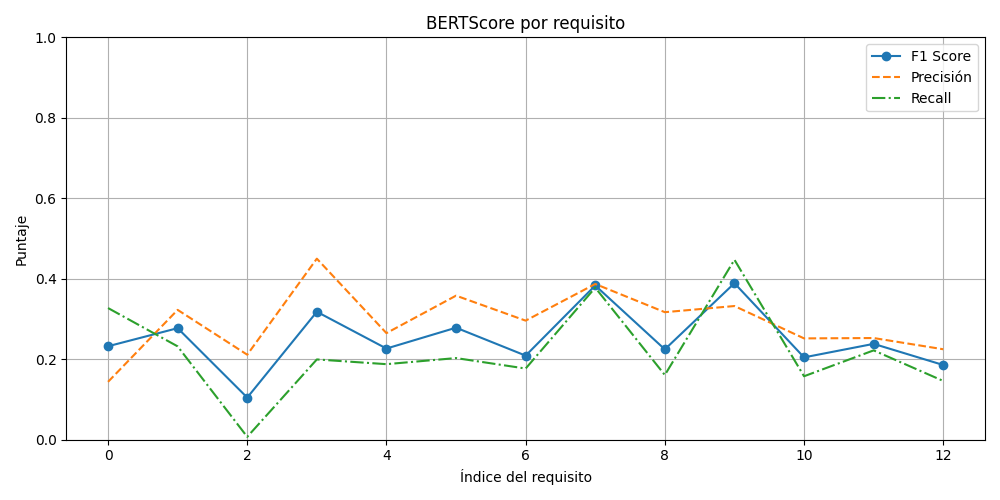 BERTScore por requisito
F1 Score
Precisión
Recall
Puntaje
1.0
0.8
0.6
0.4
0.2
0.0
0 2 4 6 8 10 12
Índice del requisito